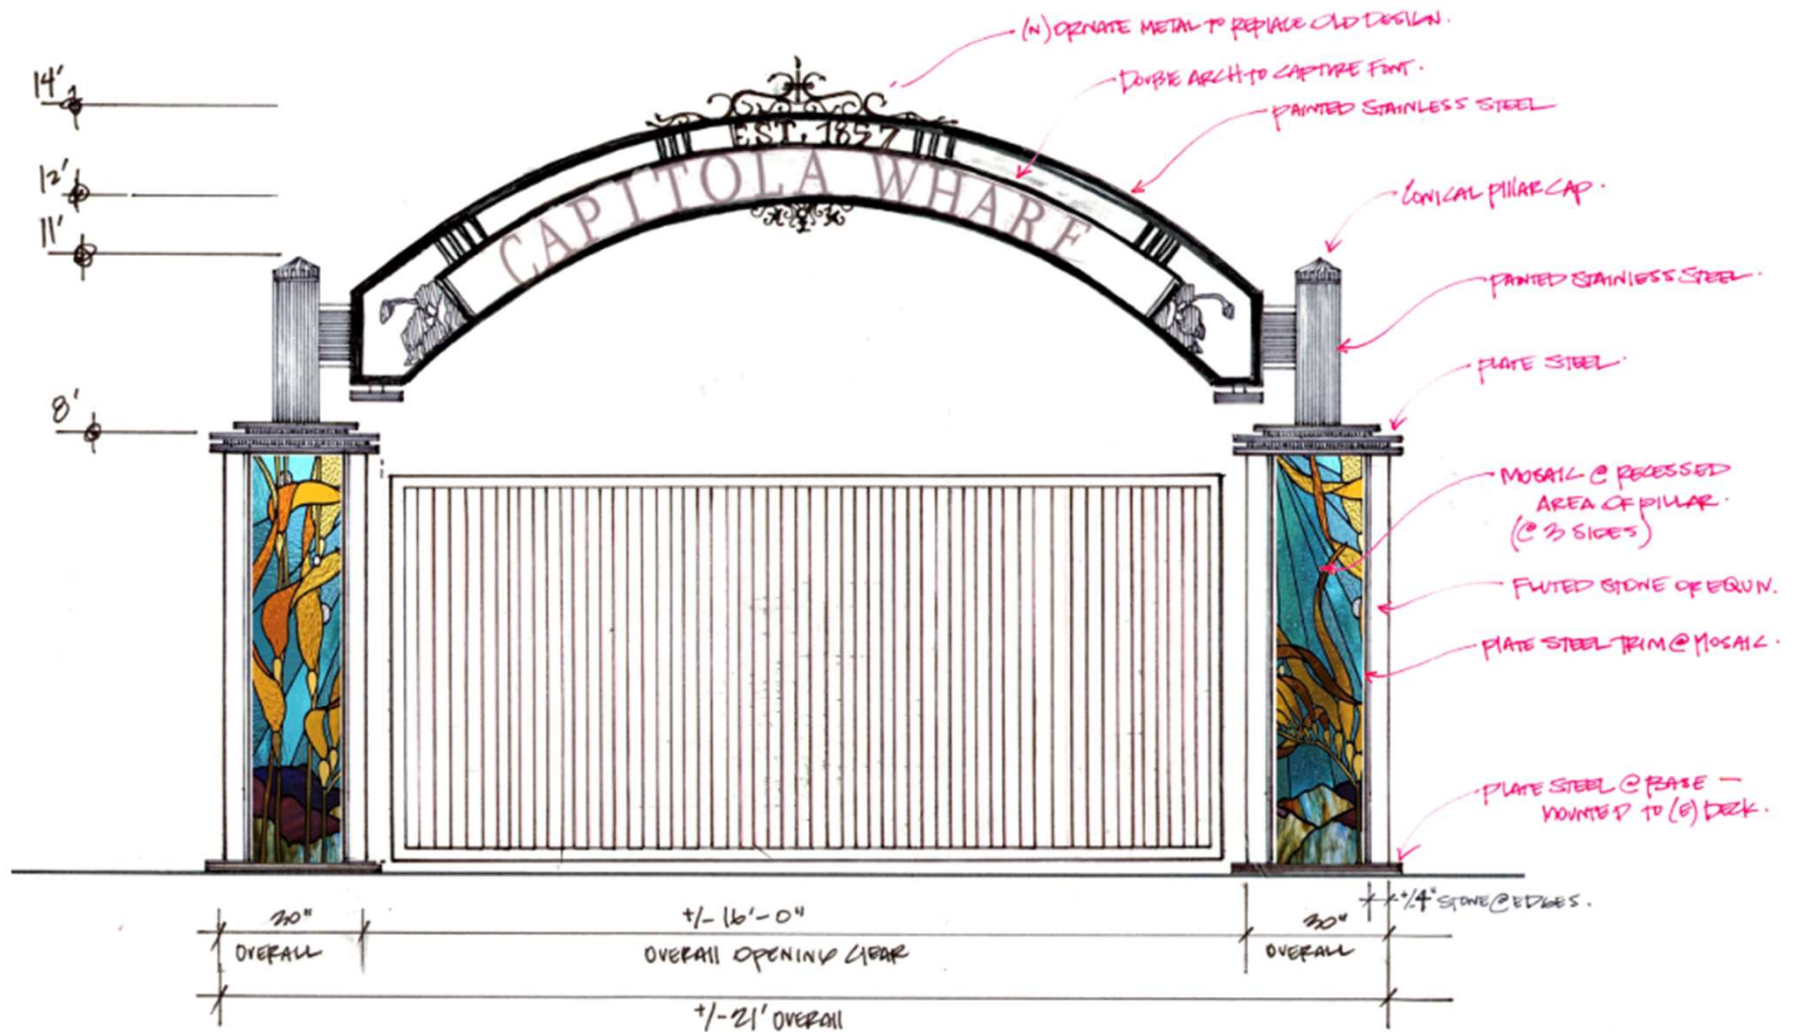 (N) ORNATE METAL TO REPLACE OLD DESIGN.
DOUBLE ARCH TO CAPTURE FONT.
PAINTED STAINLESS STEEL
14'
EST. 1857
CAPITOLA WHARF
12'
CONICAL PILLAR CAP.
11'
PAINTED STAINLESS STEEL.
PLATE STEEL.
8'
MOSAIC @ RECESSED
AREA OF PILLAR.
(@ 3 SIDES)
FLUTED STONE OR EQUIV.
PLATE STEEL TRIM @ MOSAIC.
PLATE STEEL @ BASE —
MOUNTED TO (E) DECK.
+/- 4" STONE @ EDGES.
30"
OVERALL
+/- 16'-0"
OVERALL OPENING CLEAR
30"
OVERALL
+/- 21' OVERALL